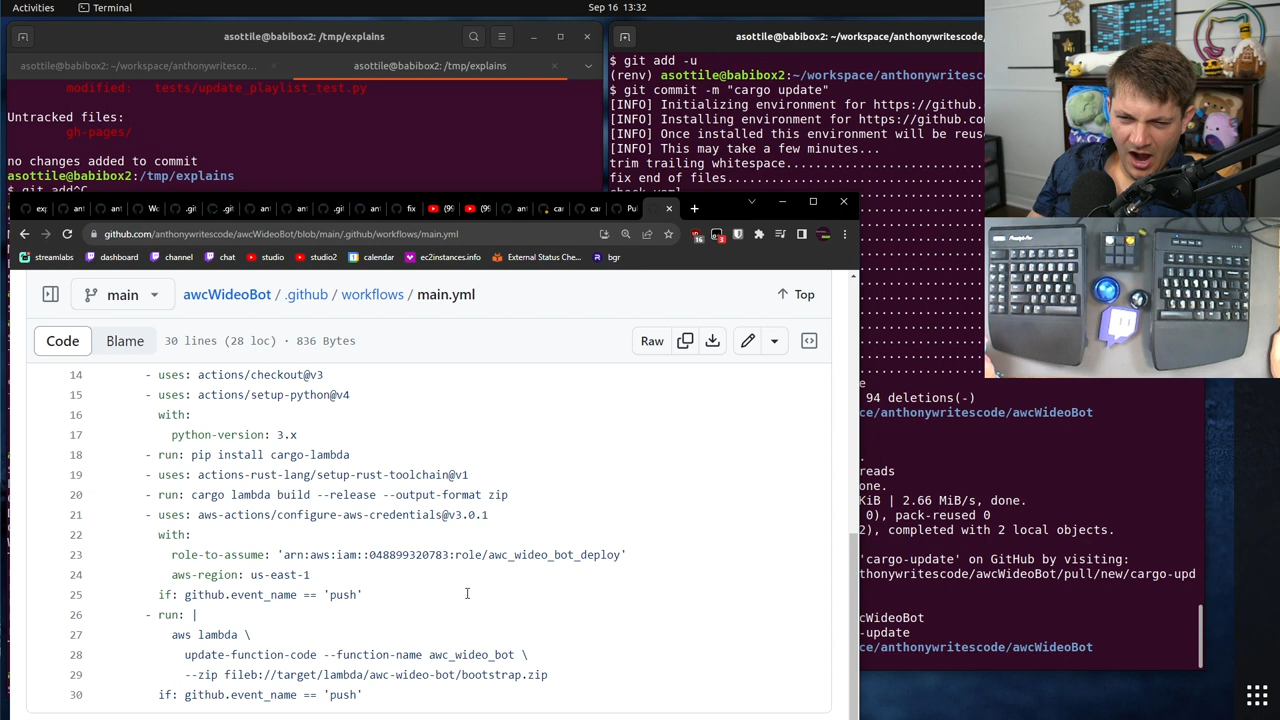 Activities
Terminal
Sep 16 13:32
asottile@babibox2: /tmp/explains
asottile@babibox2: ~/workspace/anthonywritesco…
asottile@babibox2: /tmp/explains
modified: tests/update_playlist_test.py
Untracked files:
gh-pages/
no changes added to commit
asottile@babibox2:/tmp/explains
$ git add^C
asottile@babibox2: ~/workspace/anthonywritescode/
$ git add -u
(renv) asottile@babibox2:~/workspace/anthonywritesc
$ git commit -m "cargo update"
[INFO] Initializing environment for https://github.
[INFO] Installing environment for https://github.co
[INFO] Once installed this environment will be reus
[INFO] This may take a few minutes...
trim trailing whitespace.................
fix end of files.......................
94 deletions(-)
ce/anthonywritescode/awcWideoBot
reads
one.
KiB | 2.66 MiB/s, done.
0), pack-reused 0
2), completed with 2 local objects.
'cargo-update' on GitHub by visiting:
thonywritescode/awcWideoBot/pull/new/cargo-upd
cWideoBot
-update
ce/anthonywritescode/awcWideoBot
github.com/anthonywritescode/awcWideoBot/blob/main/.github/workflows/main.yml
streamlabs
dashboard
channel
chat
studio
studio2
calendar
ec2instances.info
External Status Che...
bgr
main
awcWideoBot / .github / workflows / main.yml
Top
Code
Blame
30 lines (28 loc) · 836 Bytes
Raw
14 - uses: actions/checkout@v3
15 - uses: actions/setup-python@v4
16 with:
17 python-version: 3.x
18 - run: pip install cargo-lambda
19 - uses: actions-rust-lang/setup-rust-toolchain@v1
20 - run: cargo lambda build --release --output-format zip
21 - uses: aws-actions/configure-aws-credentials@v3.0.1
22 with:
23 role-to-assume: 'arn:aws:iam::048899320783:role/awc_wideo_bot_deploy'
24 aws-region: us-east-1
25 if: github.event_name == 'push'
26 - run: |
27 aws lambda \
28 update-function-code --function-name awc_wideo_bot \
29 --zip fileb://target/lambda/awc-wideo-bot/bootstrap.zip
30 if: github.event_name == 'push'